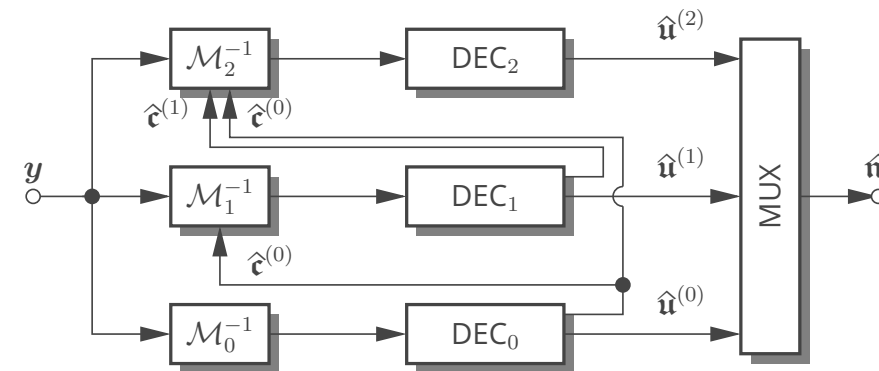 𝓜₂⁻¹ DEC₂ û⁽²⁾
ĉ⁽¹⁾ ĉ⁽⁰⁾
y 𝓜₁⁻¹ DEC₁ û⁽¹⁾ MUX
ĉ⁽⁰⁾
𝓜₀⁻¹ DEC₀ û⁽⁰⁾